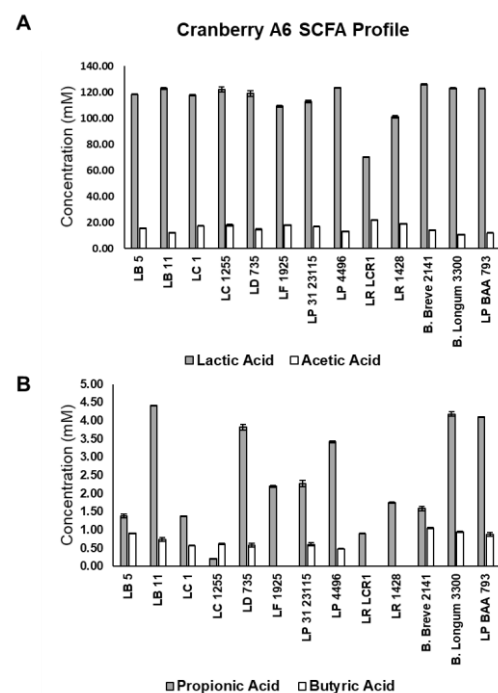 A
Cranberry A6 SCFA Profile
Concentration (mM)
140.00
120.00
100.00
80.00
60.00
40.00
20.00
0.00
LB 5
LB 11
LC 1
LC 1255
LD 735
LF 1925
LP 31 23115
LP 4496
LR LCR1
LR 1428
B. Breve 2141
B. Longum 3300
LP BAA 793
Lactic Acid
Acetic Acid
B
Concentration (mM)
5.00
4.50
4.00
3.50
3.00
2.50
2.00
1.50
1.00
0.50
0.00
LB 5
LB 11
LC 1
LC 1255
LD 735
LF 1925
LP 31 23115
LP 4496
LR LCR1
LR 1428
B. Breve 2141
B. Longum 3300
LP BAA 793
Propionic Acid
Butyric Acid